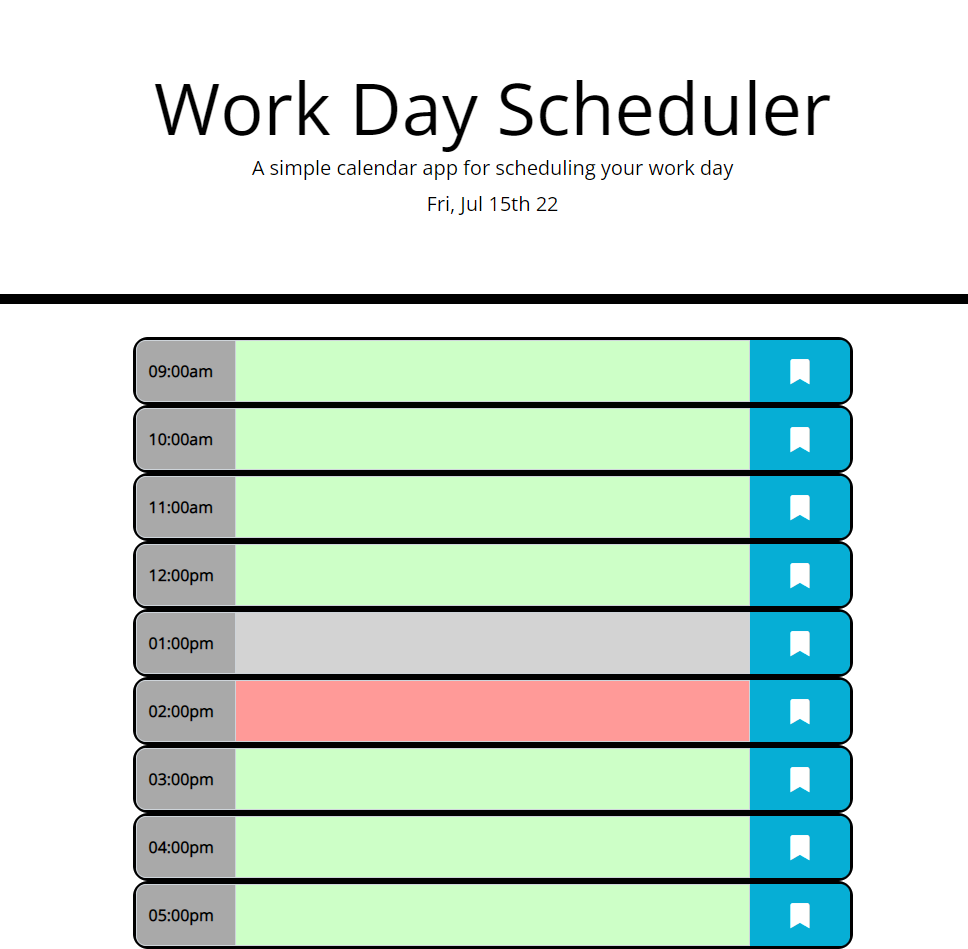 Work Day Scheduler
A simple calendar app for scheduling your work day
Fri, Jul 15th 22
09:00am
10:00am
11:00am
12:00pm
01:00pm
02:00pm
03:00pm
04:00pm
05:00pm